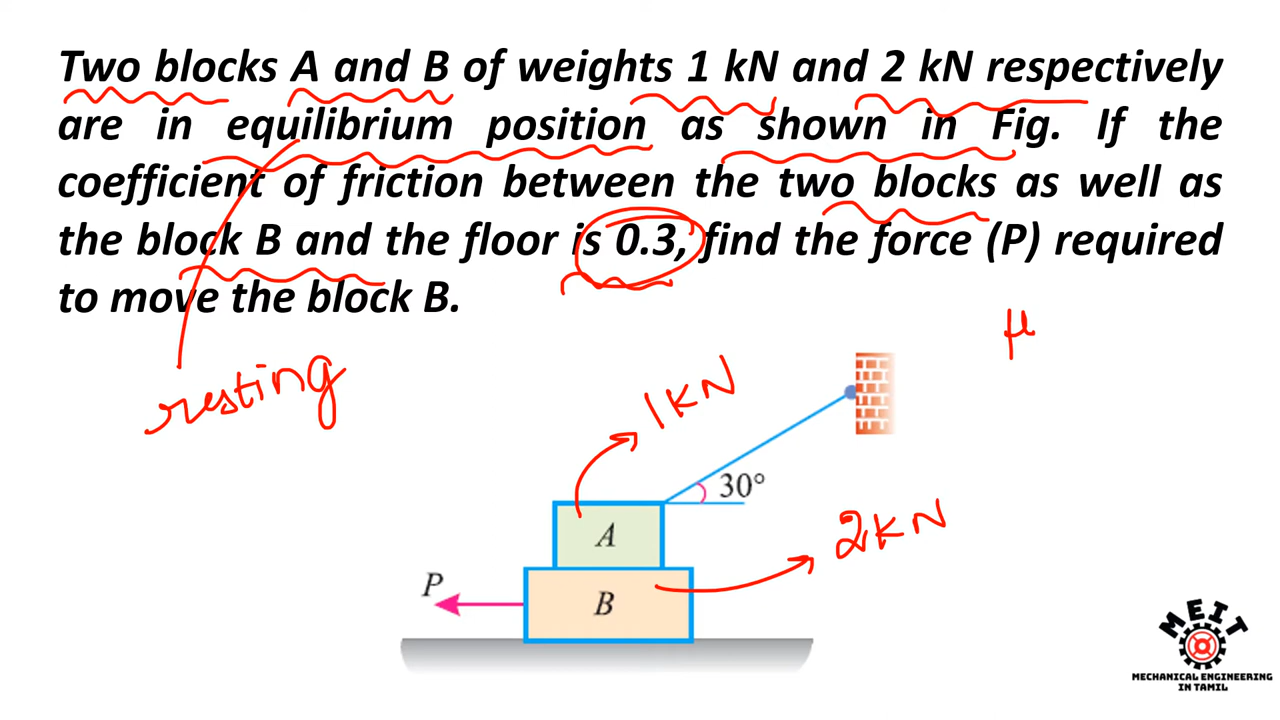 Two blocks A and B of weights 1 kN and 2 kN respectively
are in equilibrium position as shown in Fig. If the
coefficient of friction between the two blocks as well as
the block B and the floor is 0.3, find the force (P) required
to move the block B.
μ
resting
1KN
30°
A
2KN
P
B
MEIT
MECHANICAL ENGINEERING
IN TAMIL